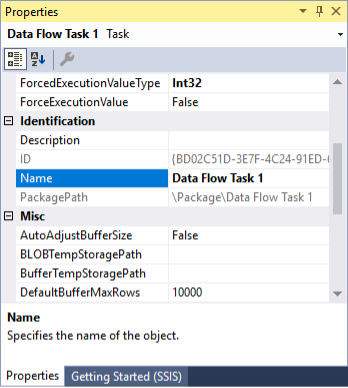 Properties
Data Flow Task 1 Task
ForcedExecutionValueType Int32
ForceExecutionValue False
Identification
Description
ID {BD02C51D-3E7F-4C24-91ED-
Name Data Flow Task 1
PackagePath \Package\Data Flow Task 1
Misc
AutoAdjustBufferSize False
BLOBTempStoragePath
BufferTempStoragePath
DefaultBufferMaxRows 10000
Name
Specifies the name of the object.
Properties Getting Started (SSIS)